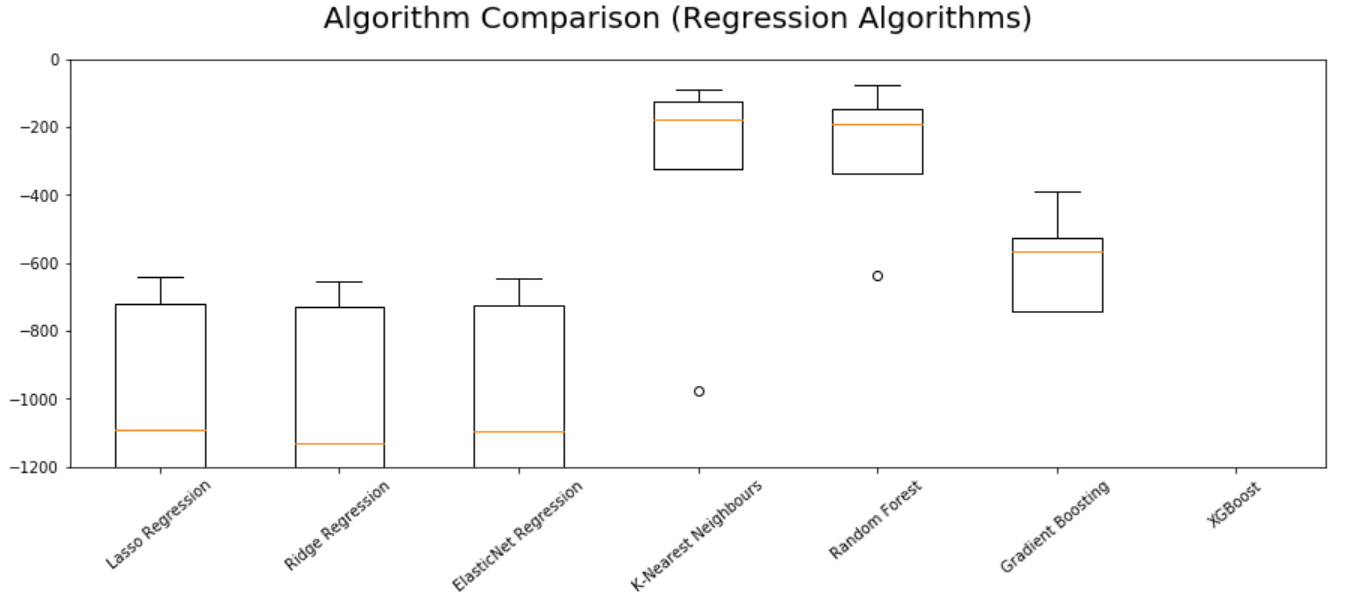 Algorithm Comparison (Regression Algorithms)
0
−200
−400
−600
−800
−1000
−1200
Lasso Regression
Ridge Regression
ElasticNet Regression
K-Nearest Neighbours
Random Forest
Gradient Boosting
XGBoost